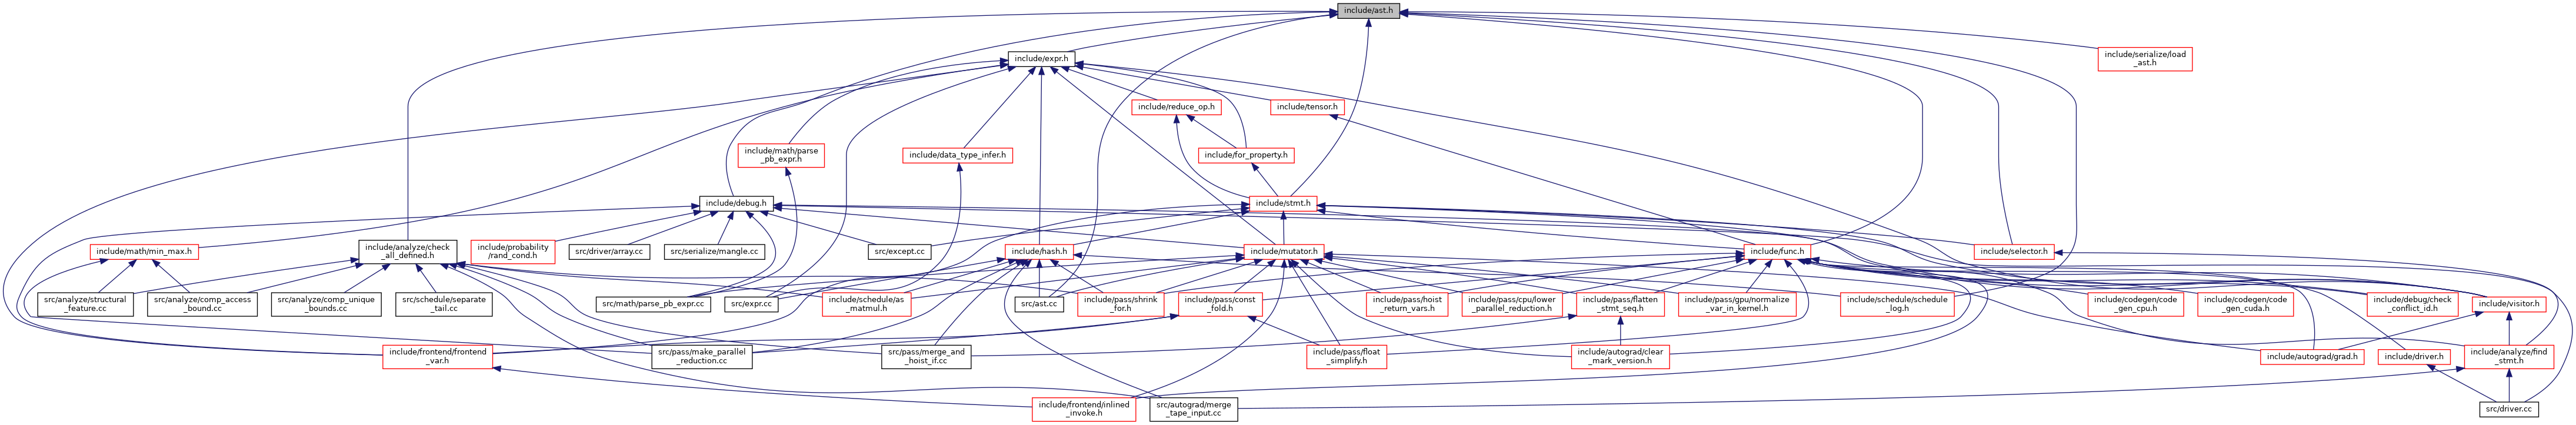 include/ast.h
include/expr.h
include/serialize/load
_ast.h
include/reduce_op.h
include/tensor.h
include/math/parse
_pb_expr.h
include/data_type_infer.h
include/for_property.h
include/debug.h
include/stmt.h
include/math/min_max.h
include/analyze/check
_all_defined.h
include/probability
/rand_cond.h
src/driver/array.cc
src/serialize/mangle.cc
src/except.cc
include/hash.h
include/mutator.h
include/func.h
include/selector.h
src/analyze/structural
_feature.cc
src/analyze/comp_access
_bound.cc
src/analyze/comp_unique
_bounds.cc
src/schedule/separate
_tail.cc
src/math/parse_pb_expr.cc
src/expr.cc
include/schedule/as
_matmul.h
src/ast.cc
include/pass/shrink
_for.h
include/pass/const
_fold.h
include/pass/hoist
_return_vars.h
include/pass/cpu/lower
_parallel_reduction.h
include/pass/flatten
_stmt_seq.h
include/pass/gpu/normalize
_var_in_kernel.h
include/schedule/schedule
_log.h
include/codegen/code
_gen_cpu.h
include/codegen/code
_gen_cuda.h
include/debug/check
_conflict_id.h
include/visitor.h
include/frontend/frontend
_var.h
src/pass/make_parallel
_reduction.cc
src/pass/merge_and
_hoist_if.cc
include/pass/float
_simplify.h
include/autograd/clear
_mark_version.h
include/autograd/grad.h
include/driver.h
include/analyze/find
_stmt.h
include/frontend/inlined
_invoke.h
src/autograd/merge
_tape_input.cc
src/driver.cc